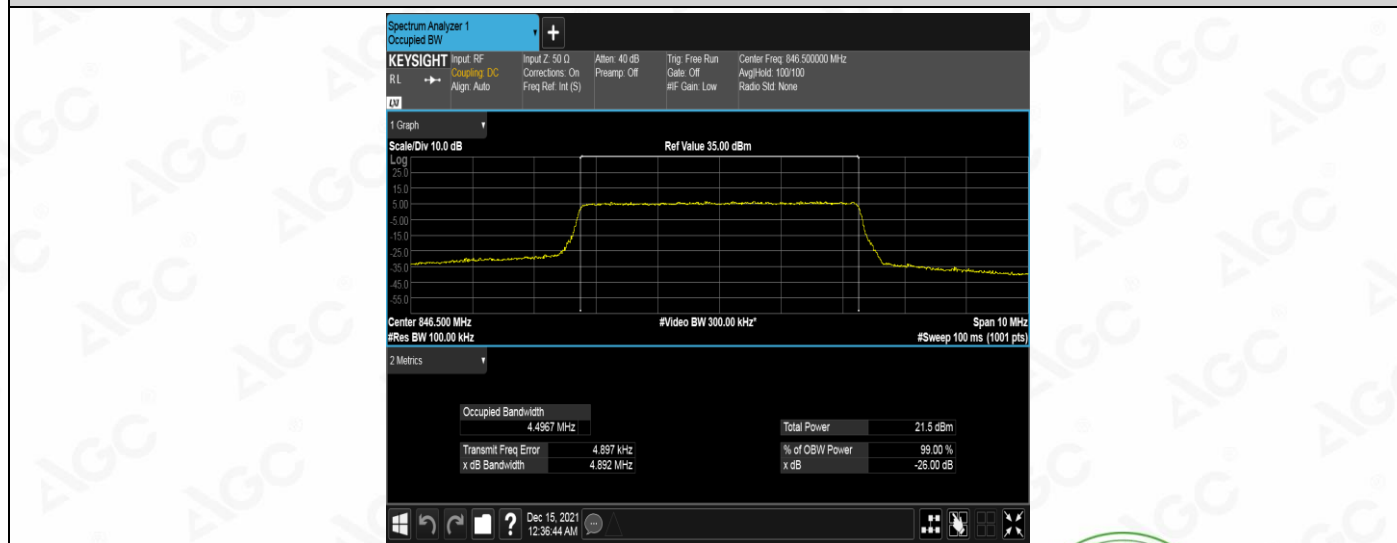 Spectrum Analyzer 1
Occupied BW
+
KEYSIGHT
R L
LXI
Input: RF
Coupling: DC
Align: Auto
Input Z: 50 Ω
Corrections: On
Freq Ref: Int (S)
Atten: 40 dB
Preamp: Off
Trig: Free Run
Gate: Off
#IF Gain: Low
Center Freq: 846.500000 MHz
Avg|Hold: 100/100
Radio Std: None
1 Graph
Scale/Div 10.0 dB
Ref Value 35.00 dBm
Log
25.0
15.0
5.00
-5.00
-15.0
-25.0
-35.0
-45.0
-55.0
Center 846.500 MHz
#Video BW 300.00 kHz*
Span 10 MHz
#Res BW 100.00 kHz
#Sweep 100 ms (1001 pts)
2 Metrics
Occupied Bandwidth
4.4967 MHz
Total Power 21.5 dBm
Transmit Freq Error 4.897 kHz
% of OBW Power 99.00 %
x dB Bandwidth 4.892 MHz
x dB -26.00 dB
?
Dec 15, 2021
12:36:44 AM
AGC